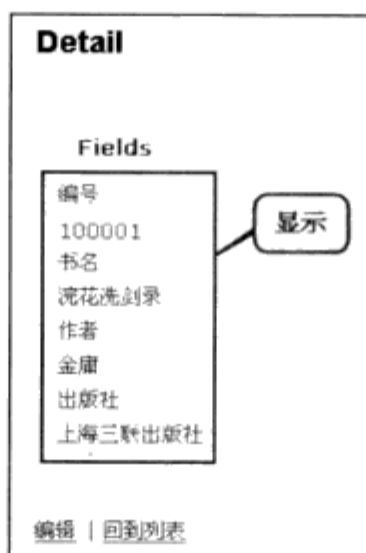 Detail
Fields
编号
100001
显示
书名
浣花洗剑录
作者
金庸
出版社
上海三联出版社
编辑 | 回到列表